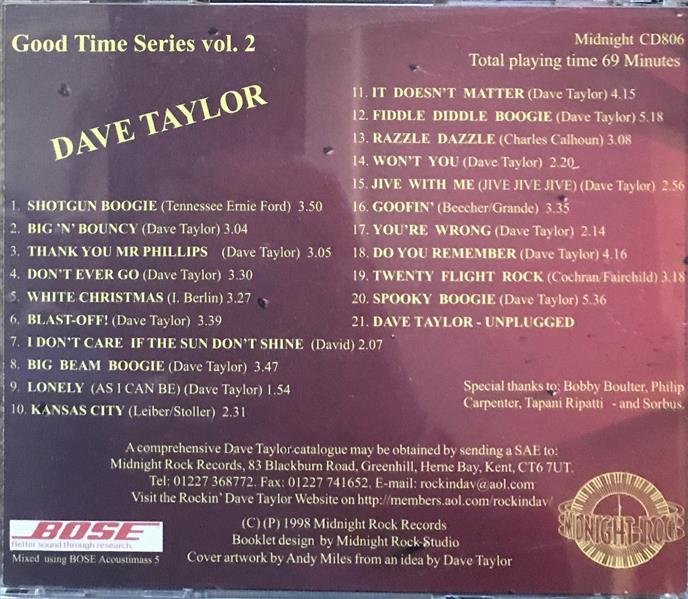 Good Time Series vol. 2
Midnight CD806
Total playing time 69 Minutes
DAVE TAYLOR
1. SHOTGUN BOOGIE (Tennessee Ernie Ford) 3.50
2. BIG 'N' BOUNCY (Dave Taylor) 3.04
3. THANK YOU MR PHILLIPS (Dave Taylor) 3.05
4. DON'T EVER GO (Dave Taylor) 3.30
5. WHITE CHRISTMAS (I. Berlin) 3.27
6. BLAST-OFF! (Dave Taylor) 3.39
7. I DON'T CARE IF THE SUN DON'T SHINE (David) 2.07
8. BIG BEAM BOOGIE (Dave Taylor) 3.47
9. LONELY (AS I CAN BE) (Dave Taylor) 1.54
10. KANSAS CITY (Leiber/Stoller) 2.31
11. IT DOESN'T MATTER (Dave Taylor) 4.15
12. FIDDLE DIDDLE BOOGIE (Dave Taylor) 5.18
13. RAZZLE DAZZLE (Charles Calhoun) 3.08
14. WON'T YOU (Dave Taylor) 2.20
15. JIVE WITH ME (JIVE JIVE JIVE) (Dave Taylor) 2.56
16. GOOFIN' (Beecher/Grande) 3.35
17. YOU'RE WRONG (Dave Taylor) 2.14
18. DO YOU REMEMBER (Dave Taylor) 4.16
19. TWENTY FLIGHT ROCK (Cochran/Fairchild) 3.18
20. SPOOKY BOOGIE (Dave Taylor) 5.36
21. DAVE TAYLOR - UNPLUGGED
Special thanks to: Bobby Boulter, Philip
Carpenter, Tapani Ripatti - and Sorbus.
A comprehensive Dave Taylor catalogue may be obtained by sending a SAE to:
Midnight Rock Records, 83 Blackburn Road, Greenhill, Herne Bay, Kent, CT6 7UT.
Tel: 01227 368772. Fax: 01227 741652, E-mail: rockindav@aol.com
Visit the Rockin' Dave Taylor Website on http://members.aol.com/rockindav/
(C) (P) 1998 Midnight Rock Records
Booklet design by Midnight Rock Studio
Cover artwork by Andy Miles from an idea by Dave Taylor
BOSE
Better sound through research.
Mixed using BOSE Acoustimass 5
MIDNIGHT ROCK